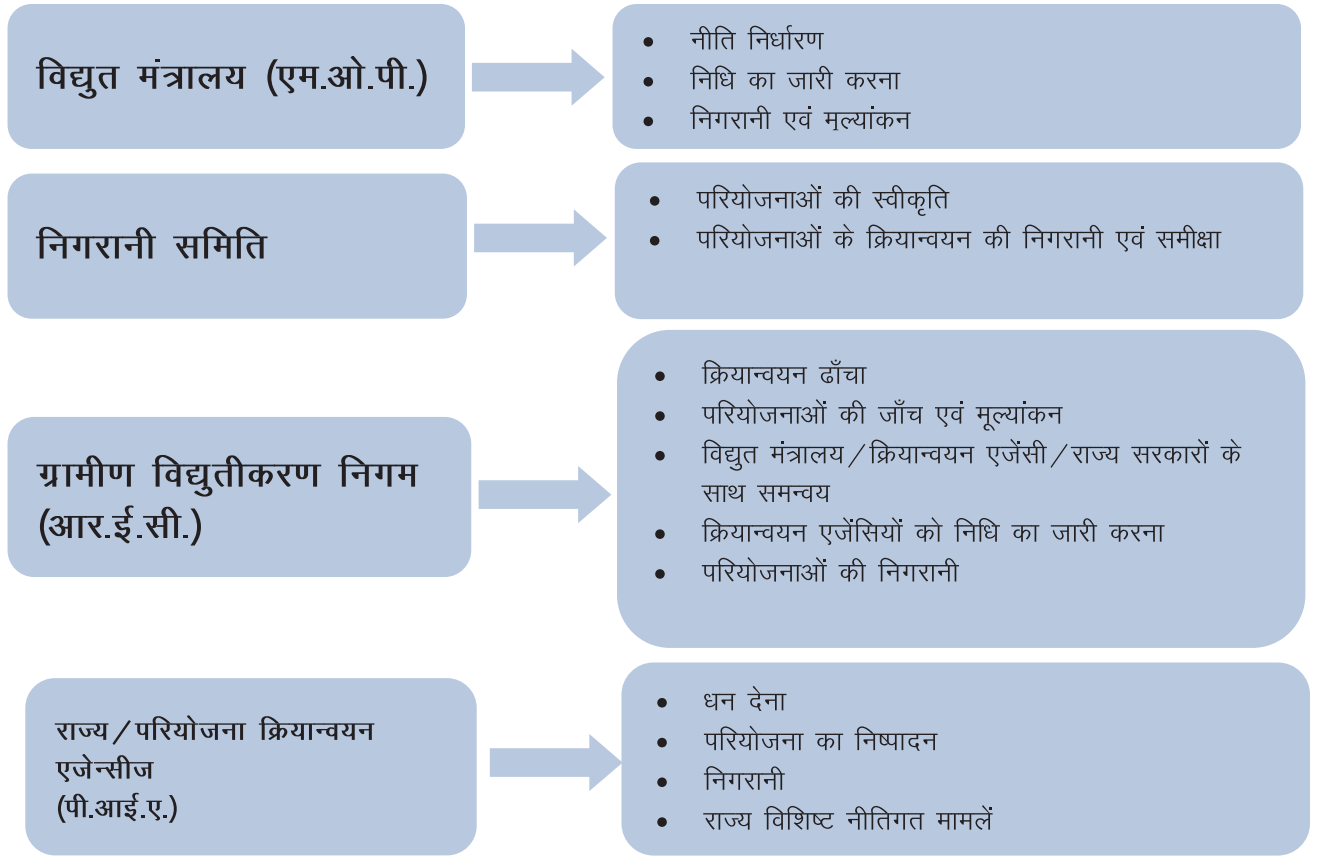 विद्युत मंत्रालय (एम.ओ.पी.)
• नीति निर्धारण
• निधि का जारी करना
• निगरानी एवं मूल्यांकन
निगरानी समिति
• परियोजनाओं की स्वीकृति
• परियोजनाओं के क्रियान्वयन की निगरानी एवं समीक्षा
ग्रामीण विद्युतीकरण निगम
(आर.ई.सी.)
• क्रियान्वयन ढाँचा
• परियोजनाओं की जाँच एवं मूल्यांकन
• विद्युत मंत्रालय/क्रियान्वयन एजेंसी/राज्य सरकारों के
साथ समन्वय
• क्रियान्वयन एजेंसियों को निधि का जारी करना
• परियोजनाओं की निगरानी
राज्य/परियोजना क्रियान्वयन
एजेन्सीज
(पी.आई.ए.)
• धन देना
• परियोजना का निष्पादन
• निगरानी
• राज्य विशिष्ट नीतिगत मामलें